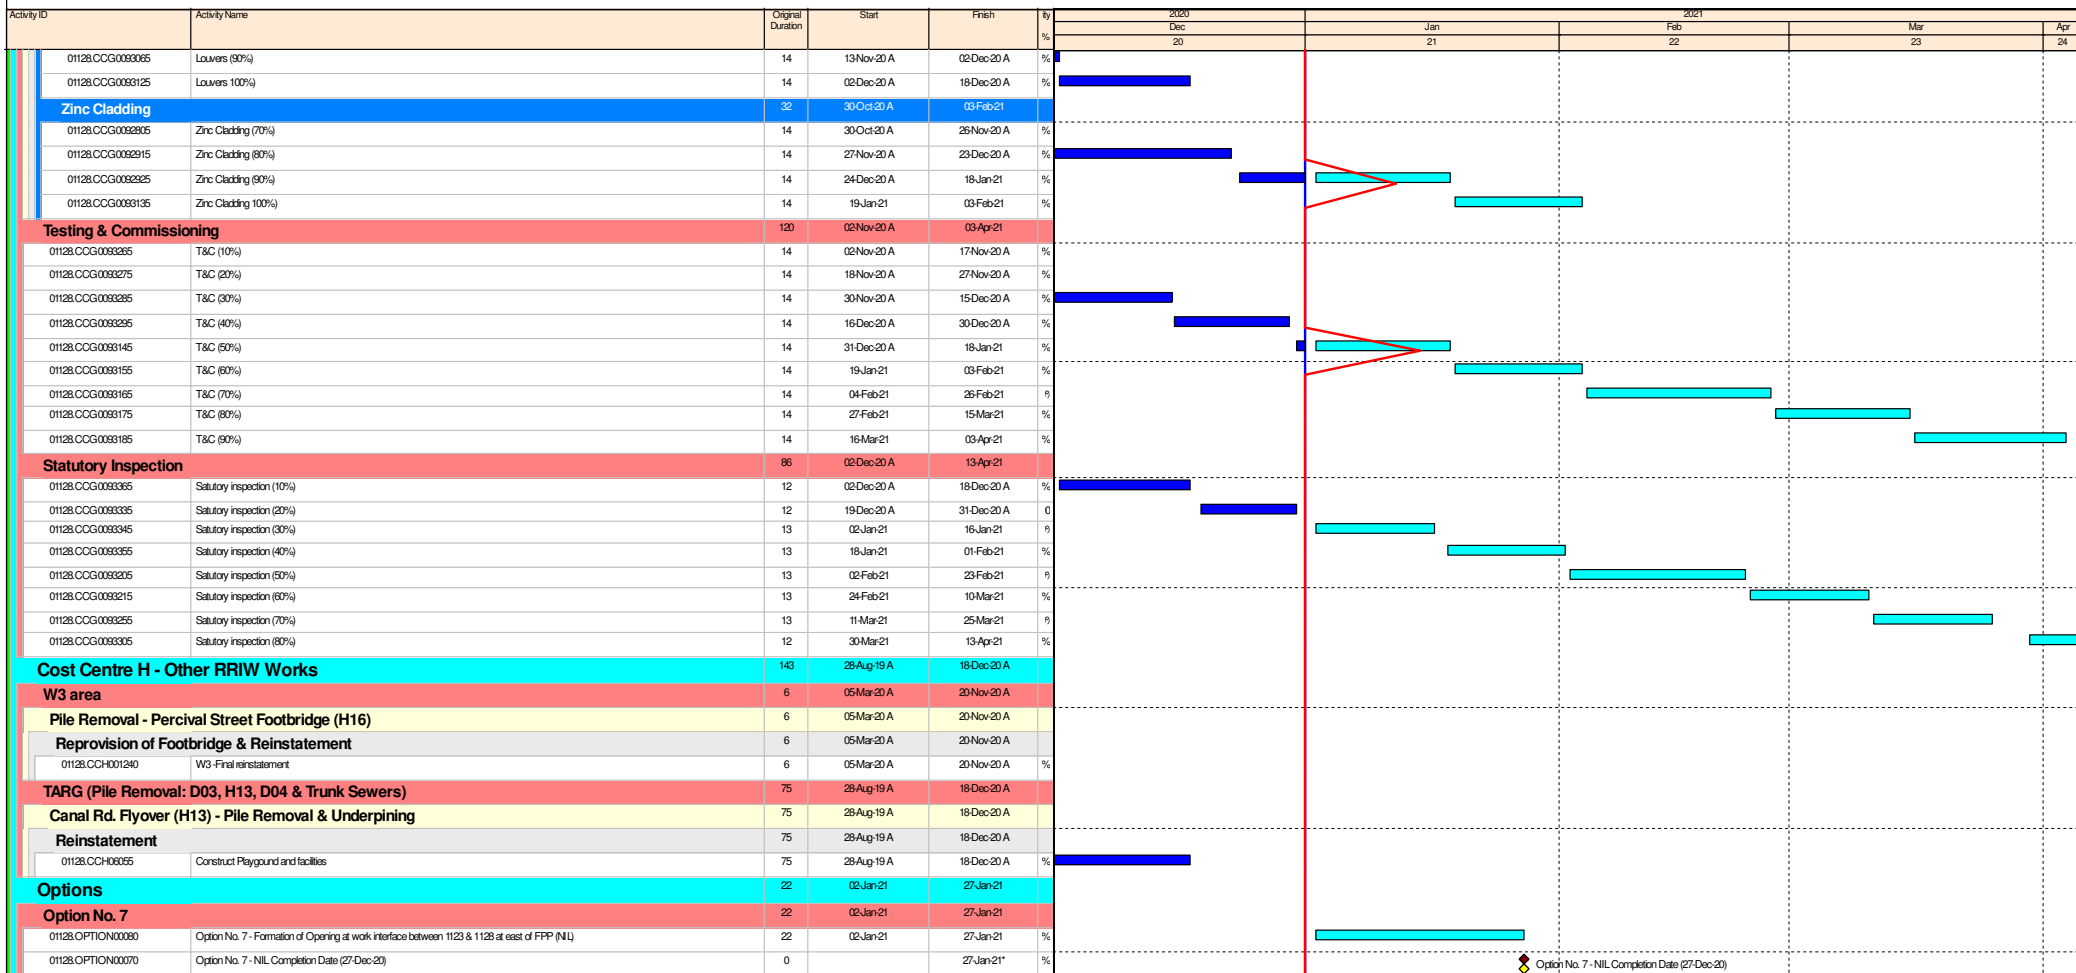 Activity ID Activity Name Original Duration Start Finish ity % 2020 2021
Dec Jan Feb Mar Apr
20 21 22 23 24
01128.CCG0093065 Louvers (90%) 14 13-Nov-20 A 02-Dec-20 A %
01128.CCG0093125 Louvers 100%) 14 02-Dec-20 A 18-Dec-20 A %
Zinc Cladding 32 30-Oct-20 A 03-Feb-21
01128.CCG0092805 Zinc Cladding (70%) 14 30-Oct-20 A 26-Nov-20 A %
01128.CCG0092915 Zinc Cladding (80%) 14 27-Nov-20 A 23-Dec-20 A %
01128.CCG0092925 Zinc Cladding (90%) 14 24-Dec-20 A 18-Jan-21 %
01128.CCG0093135 Zinc Cladding 100%) 14 19-Jan-21 03-Feb-21 %
Testing & Commissioning 120 02-Nov-20 A 03-Apr-21
01128.CCG0093265 T&C (10%) 14 02-Nov-20 A 17-Nov-20 A %
01128.CCG0093275 T&C (20%) 14 18-Nov-20 A 27-Nov-20 A %
01128.CCG0093285 T&C (30%) 14 30-Nov-20 A 15-Dec-20 A %
01128.CCG0093295 T&C (40%) 14 16-Dec-20 A 30-Dec-20 A %
01128.CCG0093145 T&C (50%) 14 31-Dec-20 A 18-Jan-21 %
01128.CCG0093155 T&C (60%) 14 19-Jan-21 03-Feb-21 %
01128.CCG0093165 T&C (70%) 14 04-Feb-21 26-Feb-21
01128.CCG0093175 T&C (80%) 14 27-Feb-21 15-Mar-21 %
01128.CCG0093185 T&C (90%) 14 16-Mar-21 03-Apr-21 %
Statutory Inspection 86 02-Dec-20 A 13-Apr-21
01128.CCG0093365 Satutory inspection (10%) 12 02-Dec-20 A 18-Dec-20 A %
01128.CCG0093335 Satutory inspection (20%) 12 19-Dec-20 A 31-Dec-20 A 0
01128.CCG0093345 Satutory inspection (30%) 13 02-Jan-21 16-Jan-21
01128.CCG0093355 Satutory inspection (40%) 13 18-Jan-21 01-Feb-21 %
01128.CCG0093205 Satutory inspection (50%) 13 02-Feb-21 23-Feb-21
01128.CCG0093215 Satutory inspection (60%) 13 24-Feb-21 10-Mar-21 %
01128.CCG0093255 Satutory inspection (70%) 13 11-Mar-21 25-Mar-21
01128.CCG0093305 Satutory inspection (80%) 12 30-Mar-21 13-Apr-21 %
Cost Centre H - Other RRIW Works 143 28-Aug-19 A 18-Dec-20 A
W3 area 6 05-Mar-20 A 20-Nov-20 A
Pile Removal - Percival Street Footbridge (H16) 6 05-Mar-20 A 20-Nov-20 A
Reprovision of Footbridge & Reinstatement 6 05-Mar-20 A 20-Nov-20 A
01128.CCH001240 W3 -Final reinstatement 6 05-Mar-20 A 20-Nov-20 A %
TARG (Pile Removal: D03, H13, D04 & Trunk Sewers) 75 28-Aug-19 A 18-Dec-20 A
Canal Rd. Flyover (H13) - Pile Removal & Underpining 75 28-Aug-19 A 18-Dec-20 A
Reinstatement 75 28-Aug-19 A 18-Dec-20 A
01128.CCH06055 Construct Playgound and facilties 75 28-Aug-19 A 18-Dec-20 A %
Options 22 02-Jan-21 27-Jan-21
Option No. 7 22 02-Jan-21 27-Jan-21
01128.OPTION00080 Option No. 7 - Formation of Opening at work interface between 1123 & 1128 at east of FPP (NIL) 22 02-Jan-21 27-Jan-21 %
01128.OPTION00070 Option No. 7 - NIL Completion Date (27-Dec-20) 0 27-Jan-21* % Option No. 7 - NIL Completion Date (27-Dec-20)